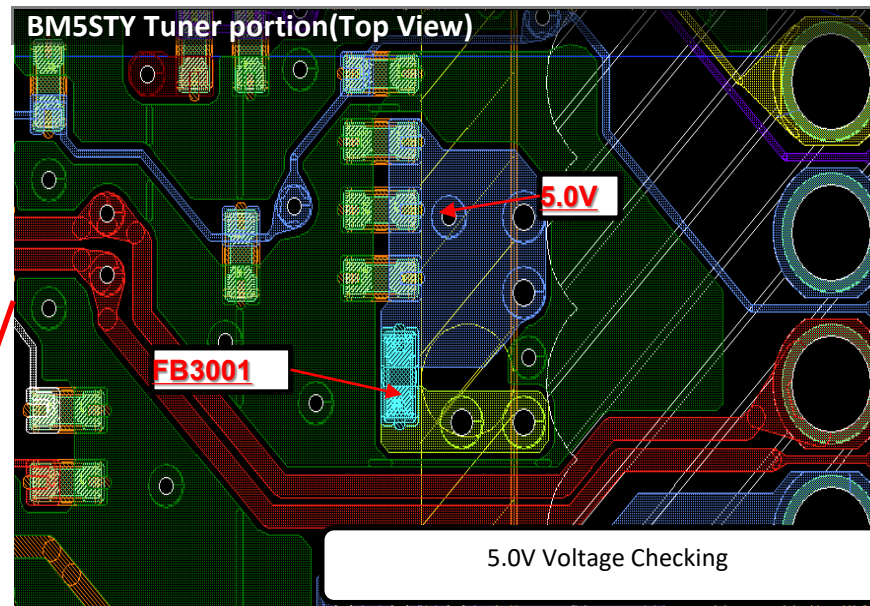 BM5STY Tuner portion(Top View)
5.0V
FB3001
5.0V Voltage Checking